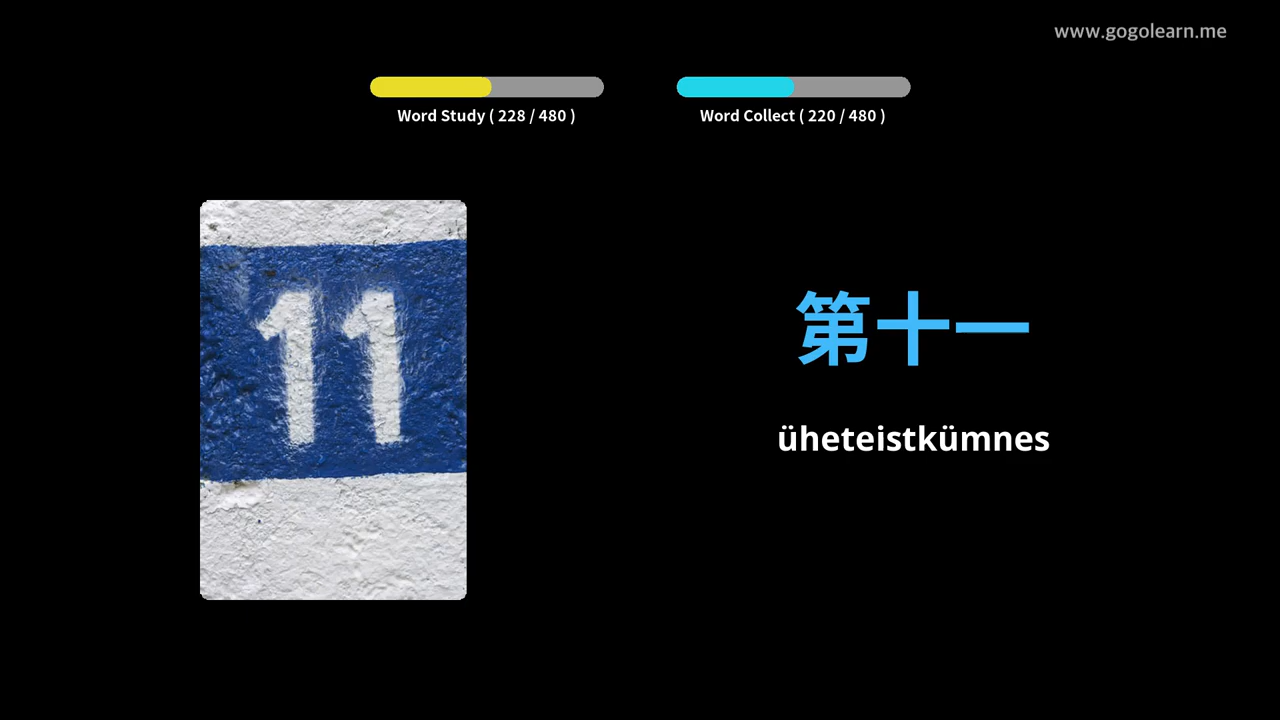 www.gogolearn.me
Word Study ( 228 / 480 )
Word Collect ( 220 / 480 )
11
第十一
üheteistkümnes